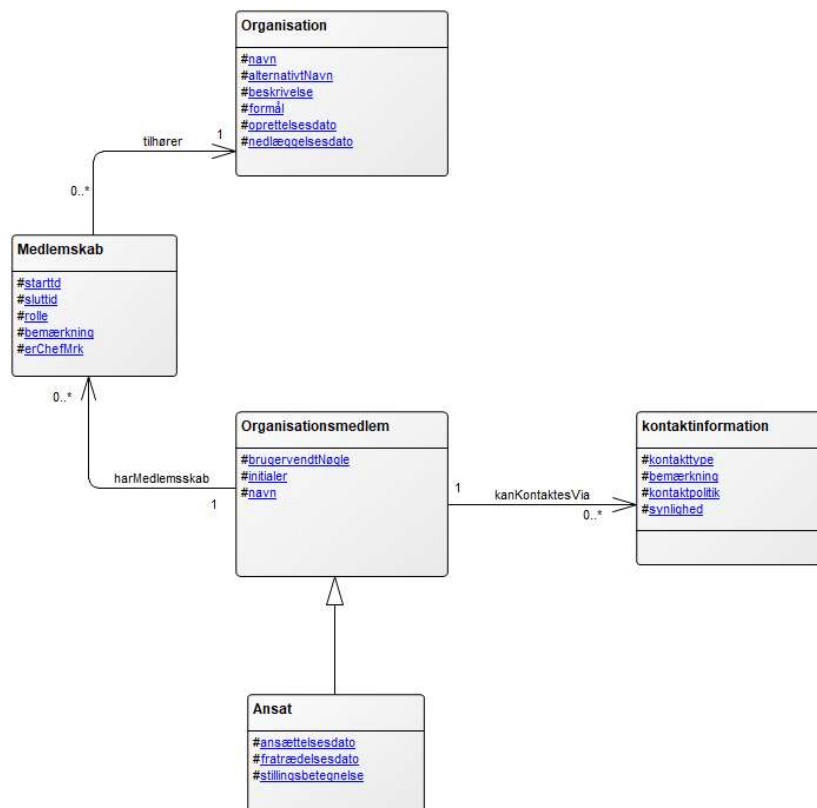 Organisation
#navn
#alternativtNavn
#beskrivelse
#formål
#oprettelsesdato
#nedlæggelsesdato
tilhører
1
0..*
Medlemskab
#starttd
#sluttid
#rolle
#bemærkning
#erChefMrk
0..*
harMedlemsskab
1
Organisationsmedlem
#brugervendtNøgle
#initialer
#navn
1
kanKontaktesVia
0..*
kontaktinformation
#kontakttype
#bemærkning
#kontaktpolitik
#synlighed
Ansat
#ansættelsesdato
#fratrædelsesdato
#stillingsbetegnelse